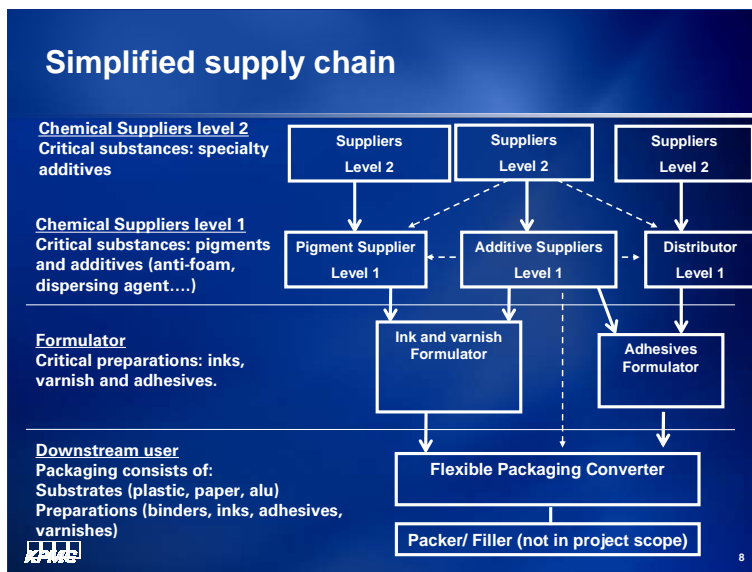 Simplified supply chain
Chemical Suppliers level 2
Critical substances: specialty
additives
Suppliers
Level 2
Suppliers
Level 2
Suppliers
Level 2
Chemical Suppliers level 1
Critical substances: pigments
and additives (anti-foam,
dispersing agent….)
Pigment Supplier
Level 1
Additive Suppliers
Level 1
Distributor
Level 1
Formulator
Critical preparations: inks,
varnish and adhesives.
Ink and varnish
Formulator
Adhesives
Formulator
Downstream user
Packaging consists of:
Substrates (plastic, paper, alu)
Preparations (binders, inks, adhesives,
varnishes)
Flexible Packaging Converter
Packer/ Filler (not in project scope)
KPMG
8